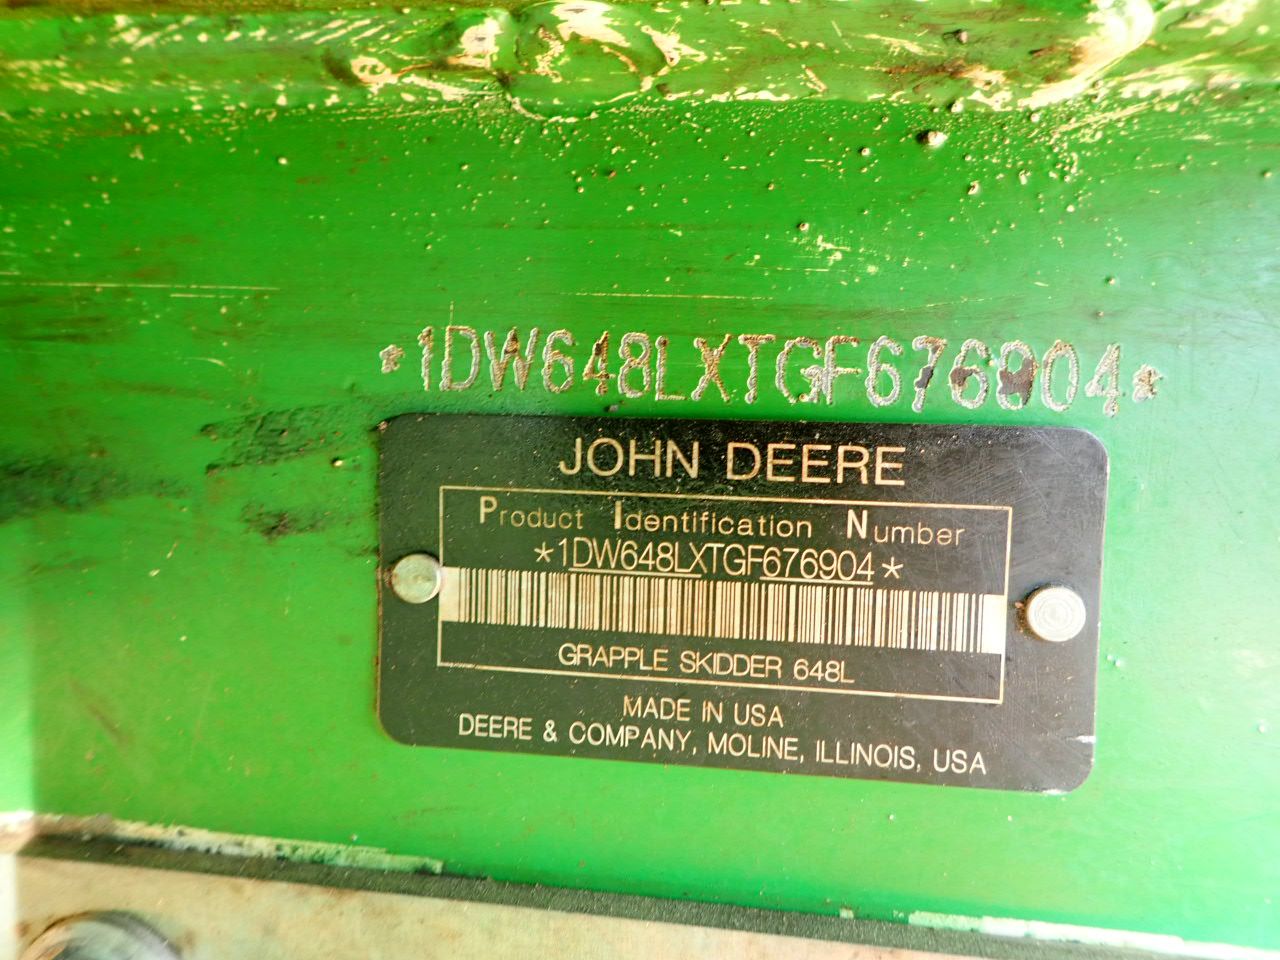 *1DW648LXTGF676904*
JOHN DEERE
Product Identification Number
*1DW648LXTGF676904*
GRAPPLE SKIDDER 648L
MADE IN USA
DEERE & COMPANY, MOLINE, ILLINOIS, USA